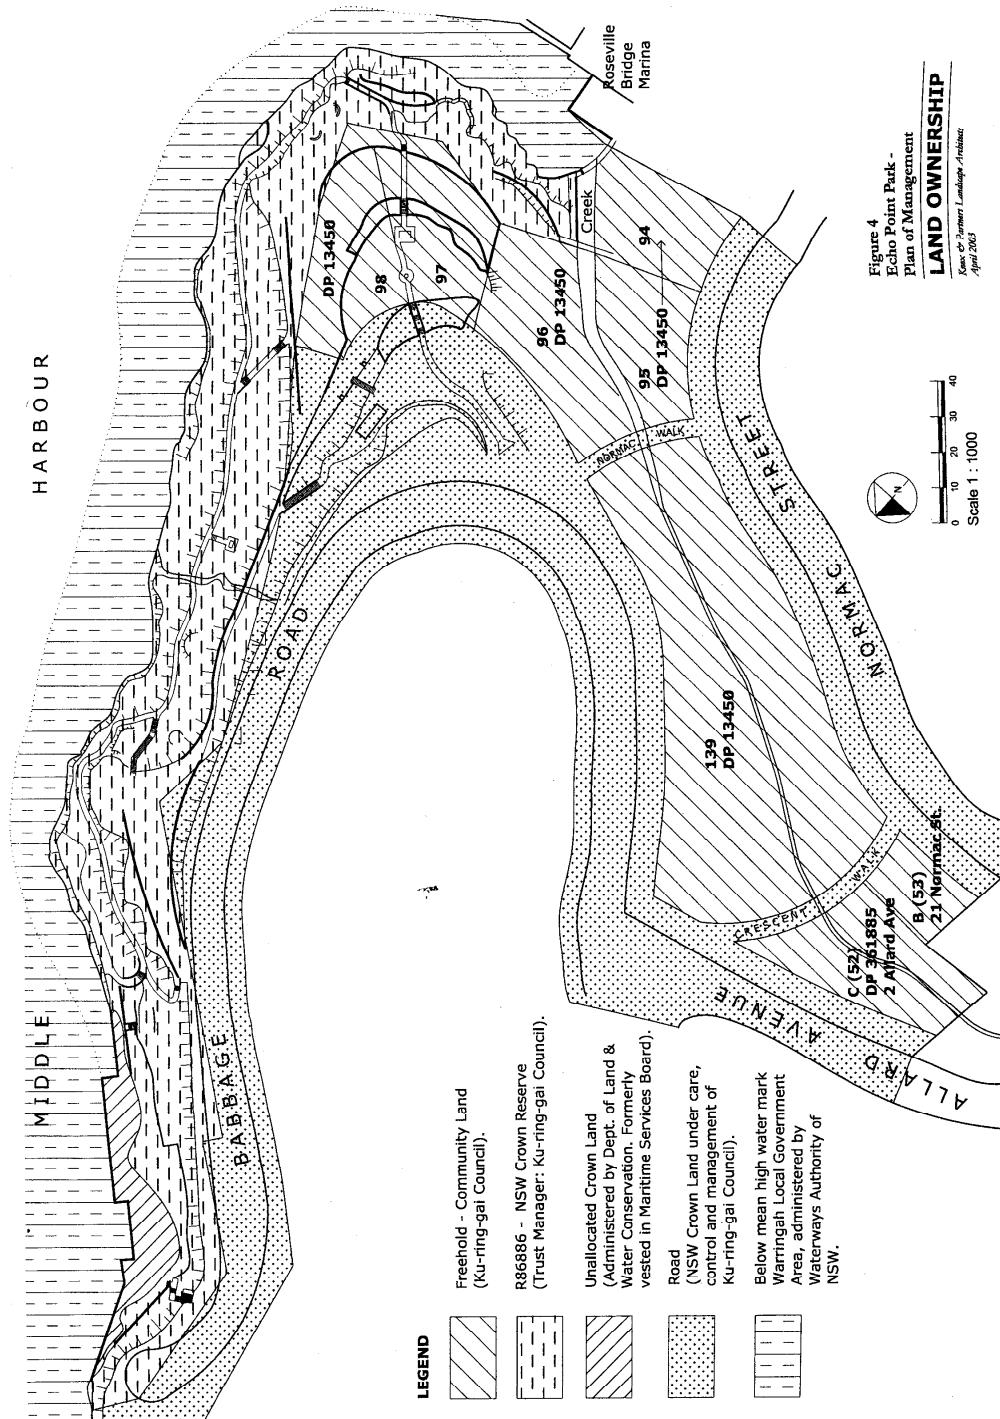 MIDDLE HARBOUR
BABBAGE ROAD
DP 13450
98
97
96
DP 13450
95
DP 13450
94
Creek
Roseville
Bridge
Marina
NORMAC WALK
139
DP 13450
CRESCENT WALK
NORMAC STREET
ALLARD AVENUE
C (52)
DP 361885
2 Allard Ave
B (53)
21 Normac St.
LEGEND
Freehold - Community Land
(Ku-ring-gai Council).
R86886 - NSW Crown Reserve
(Trust Manager: Ku-ring-gai Council).
Unallocated Crown Land
(Administered by Dept. of Land &
Water Conservation. Formerly
vested in Maritime Services Board).
Road
(NSW Crown Land under care,
control and management of
Ku-ring-gai Council).
Below mean high water mark
Warringah Local Government
Area, administered by
Waterways Authority of
NSW.
N
0 10 20 30 40
Scale 1 : 1000
Figure 4
Echo Point Park -
Plan of Management
LAND OWNERSHIP
Knox & Partners Landscape Architects
April 2003